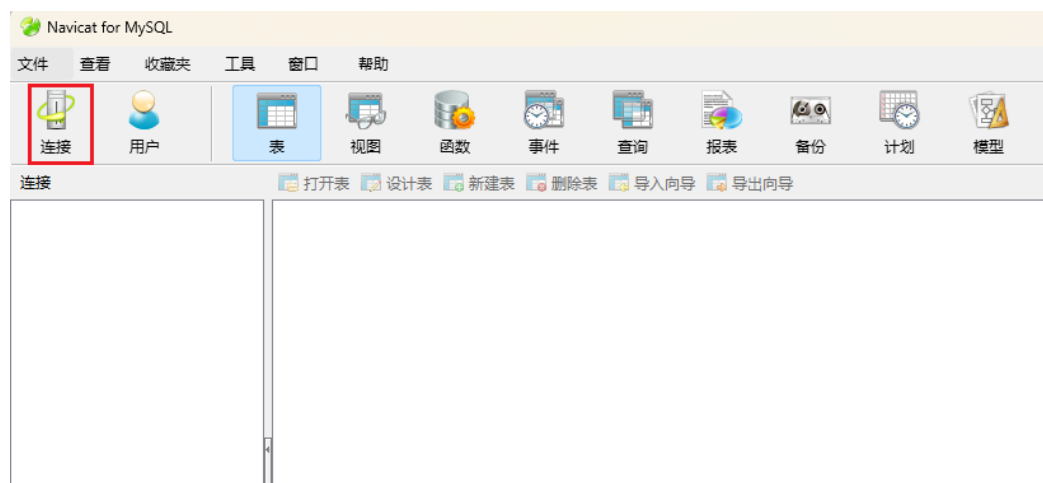 Navicat for MySQL
文件 查看 收藏夹 工具 窗口 帮助
连接 用户 表 视图 函数 事件 查询 报表 备份 计划 模型
连接 打开表 设计表 新建表 删除表 导入向导 导出向导